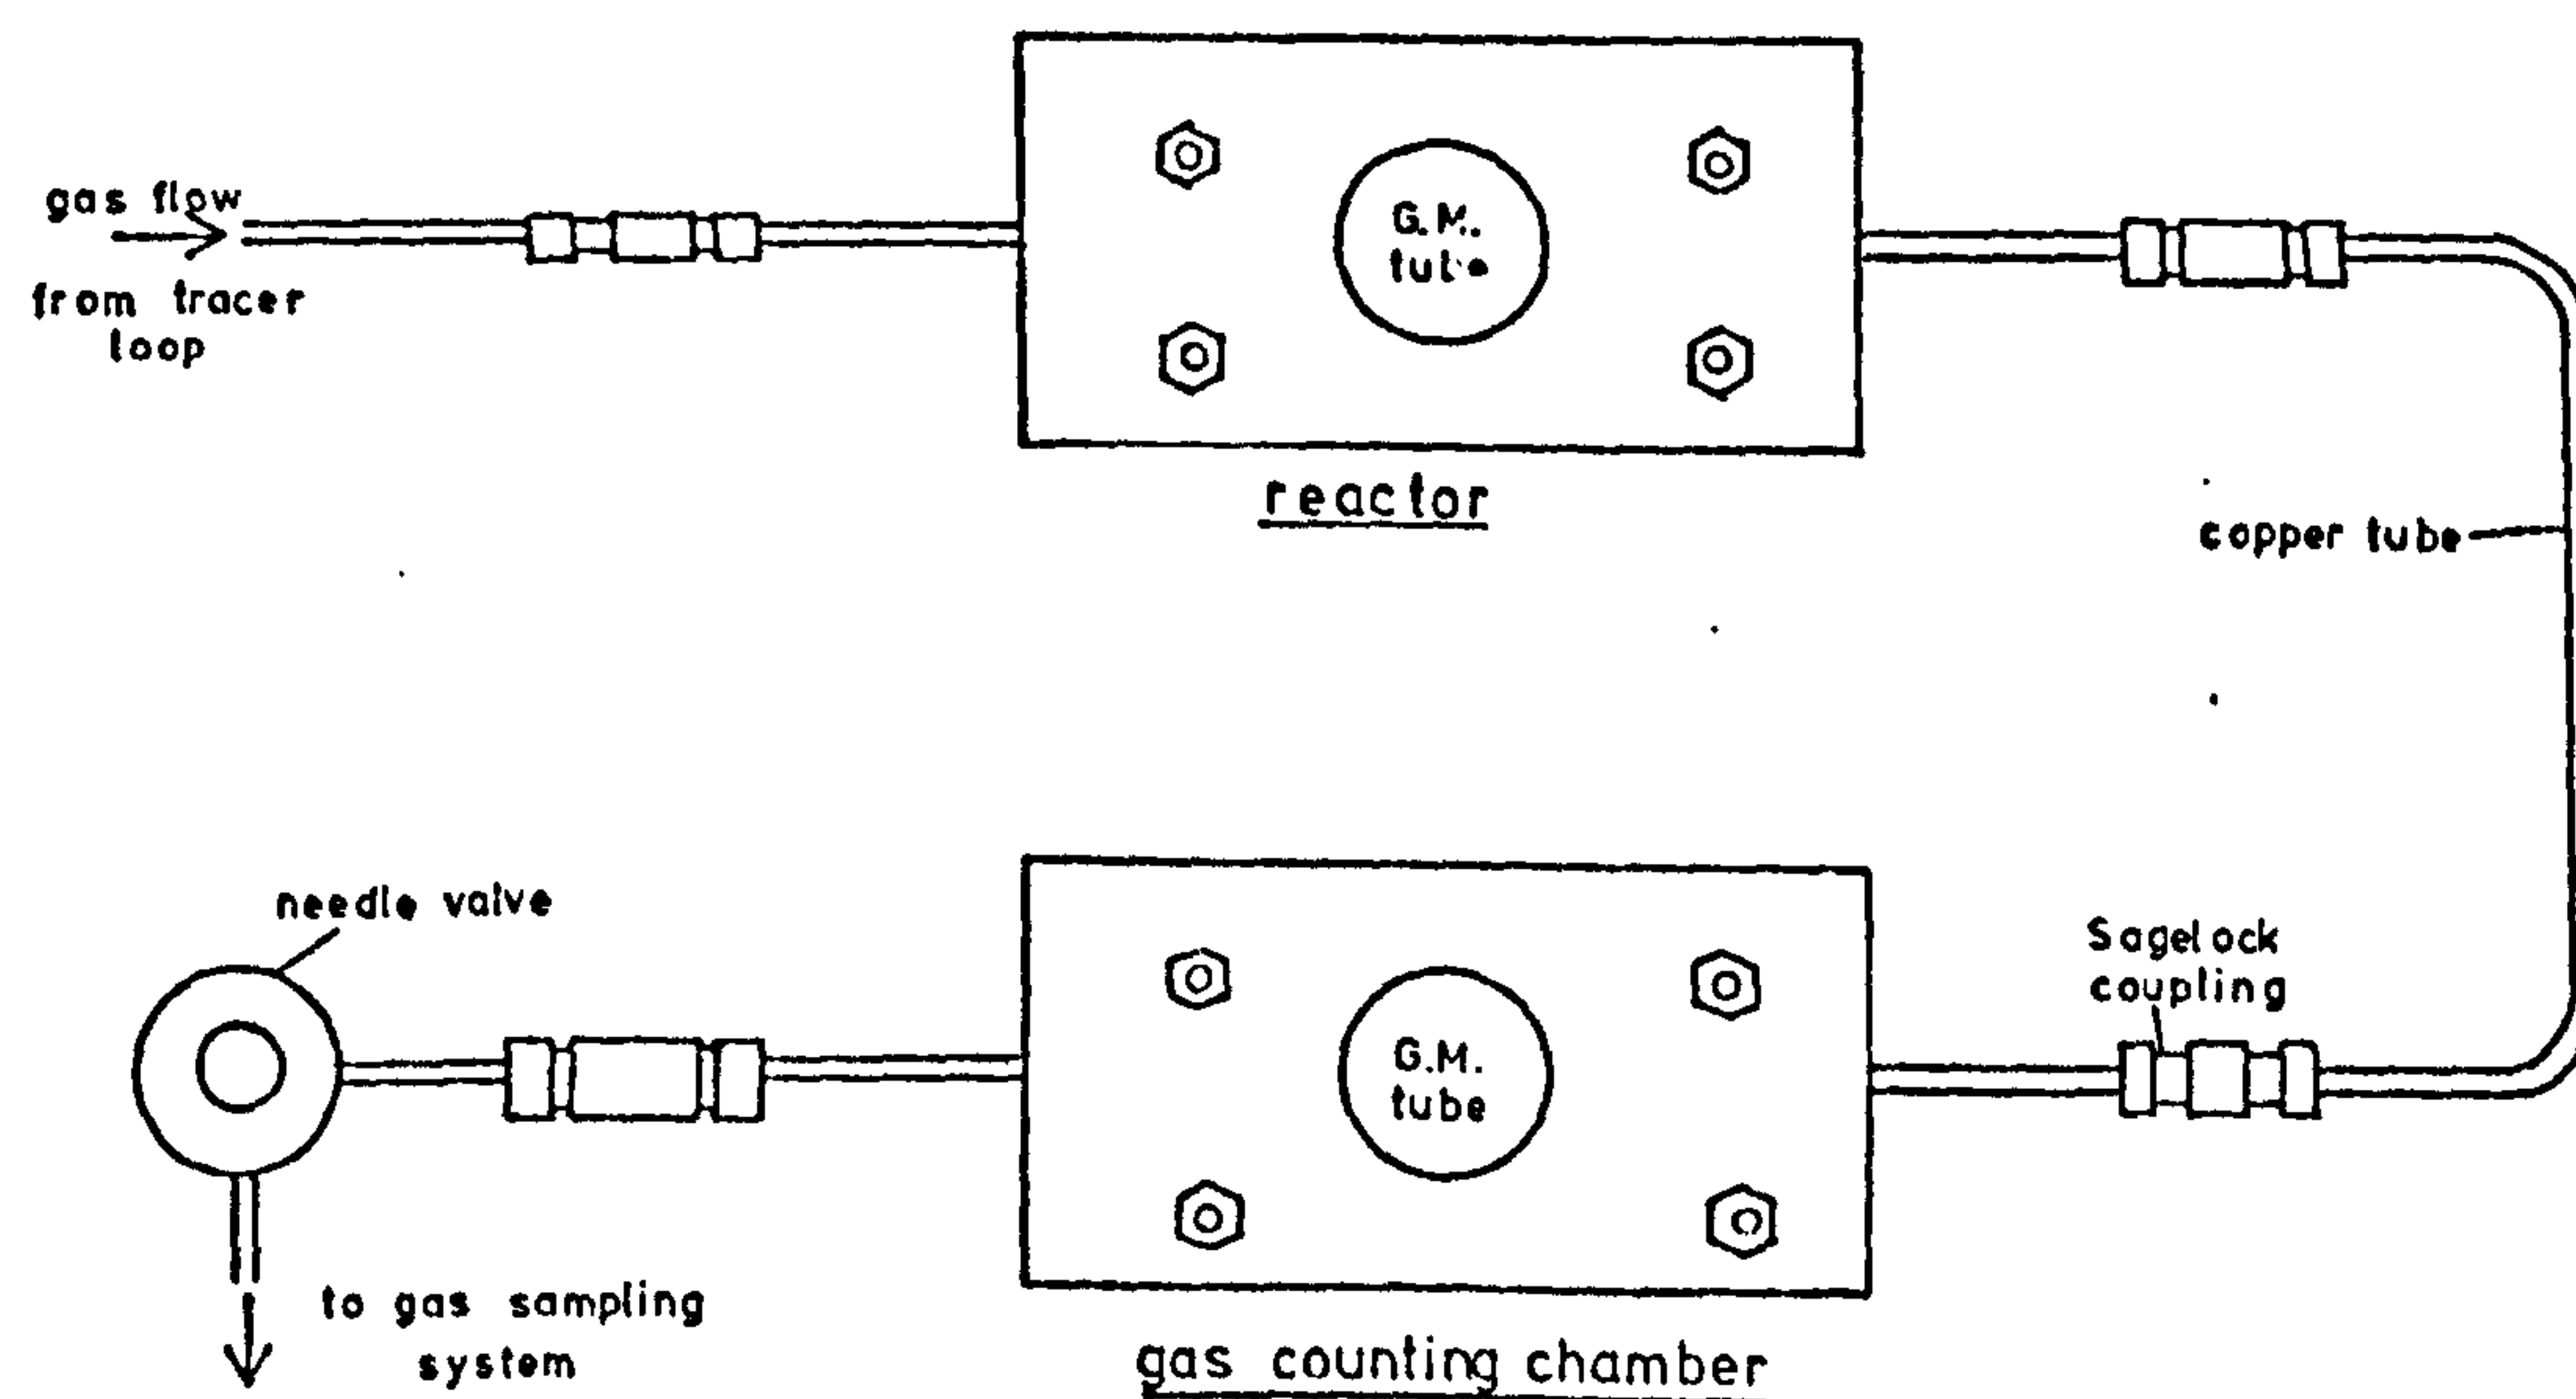 gas flow
from tracer
loop
G.M.
tube
reactor
copper tube
needle valve
Sagelock
coupling
G.M.
tube
to gas sampling
system
gas counting chamber